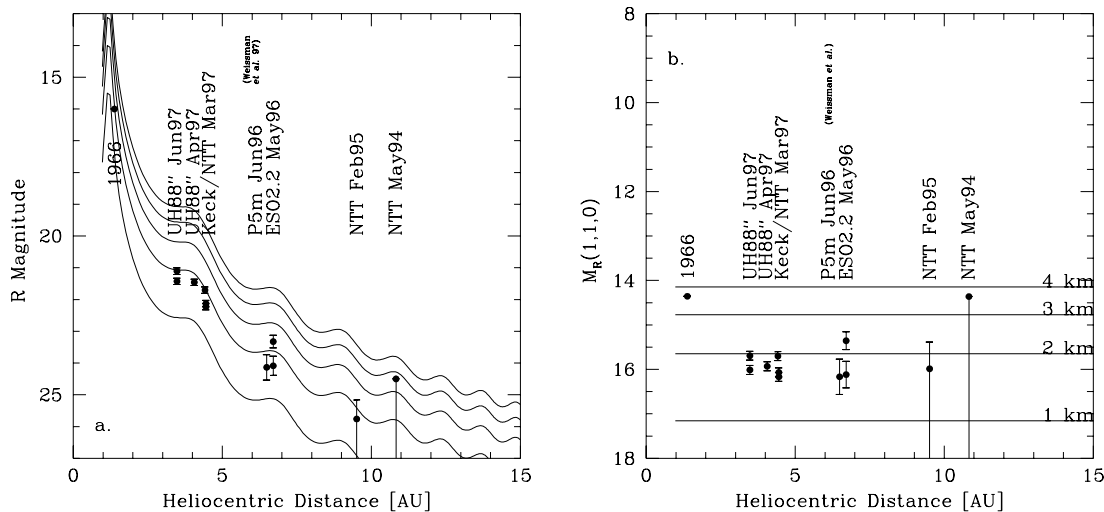 15
20
25
R Magnitude
1966
UH88" Jun97
UH88" Apr97
Keck/NTT Mar97
(Weissman
et al. 97)
P5m Jun96
ESO2.2 May96
NTT Feb95
NTT May94
a.
0
5
10
15
Heliocentric Distance [AU]
8
10
12
14
16
18
M_R(1,1,0)
b.
1966
UH88" Jun97
UH88" Apr97
Keck/NTT Mar97
(Weissman et al.)
P5m Jun96
ESO2.2 May96
NTT Feb95
NTT May94
4 km
3 km
2 km
1 km
0
5
10
15
Heliocentric Distance [AU]